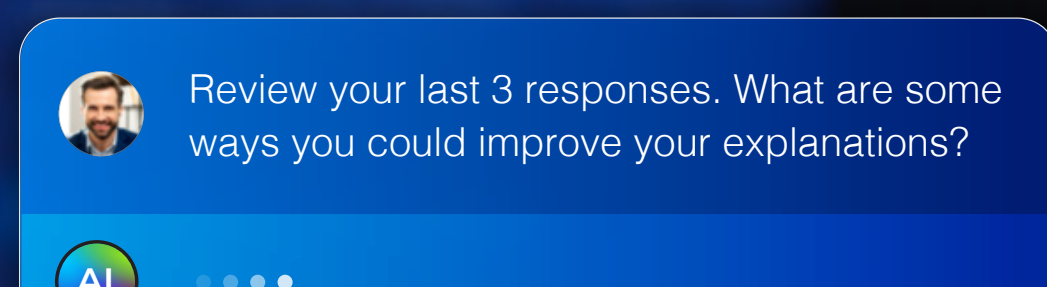 Review your last 3 responses. What are some
ways you could improve your explanations?
AI